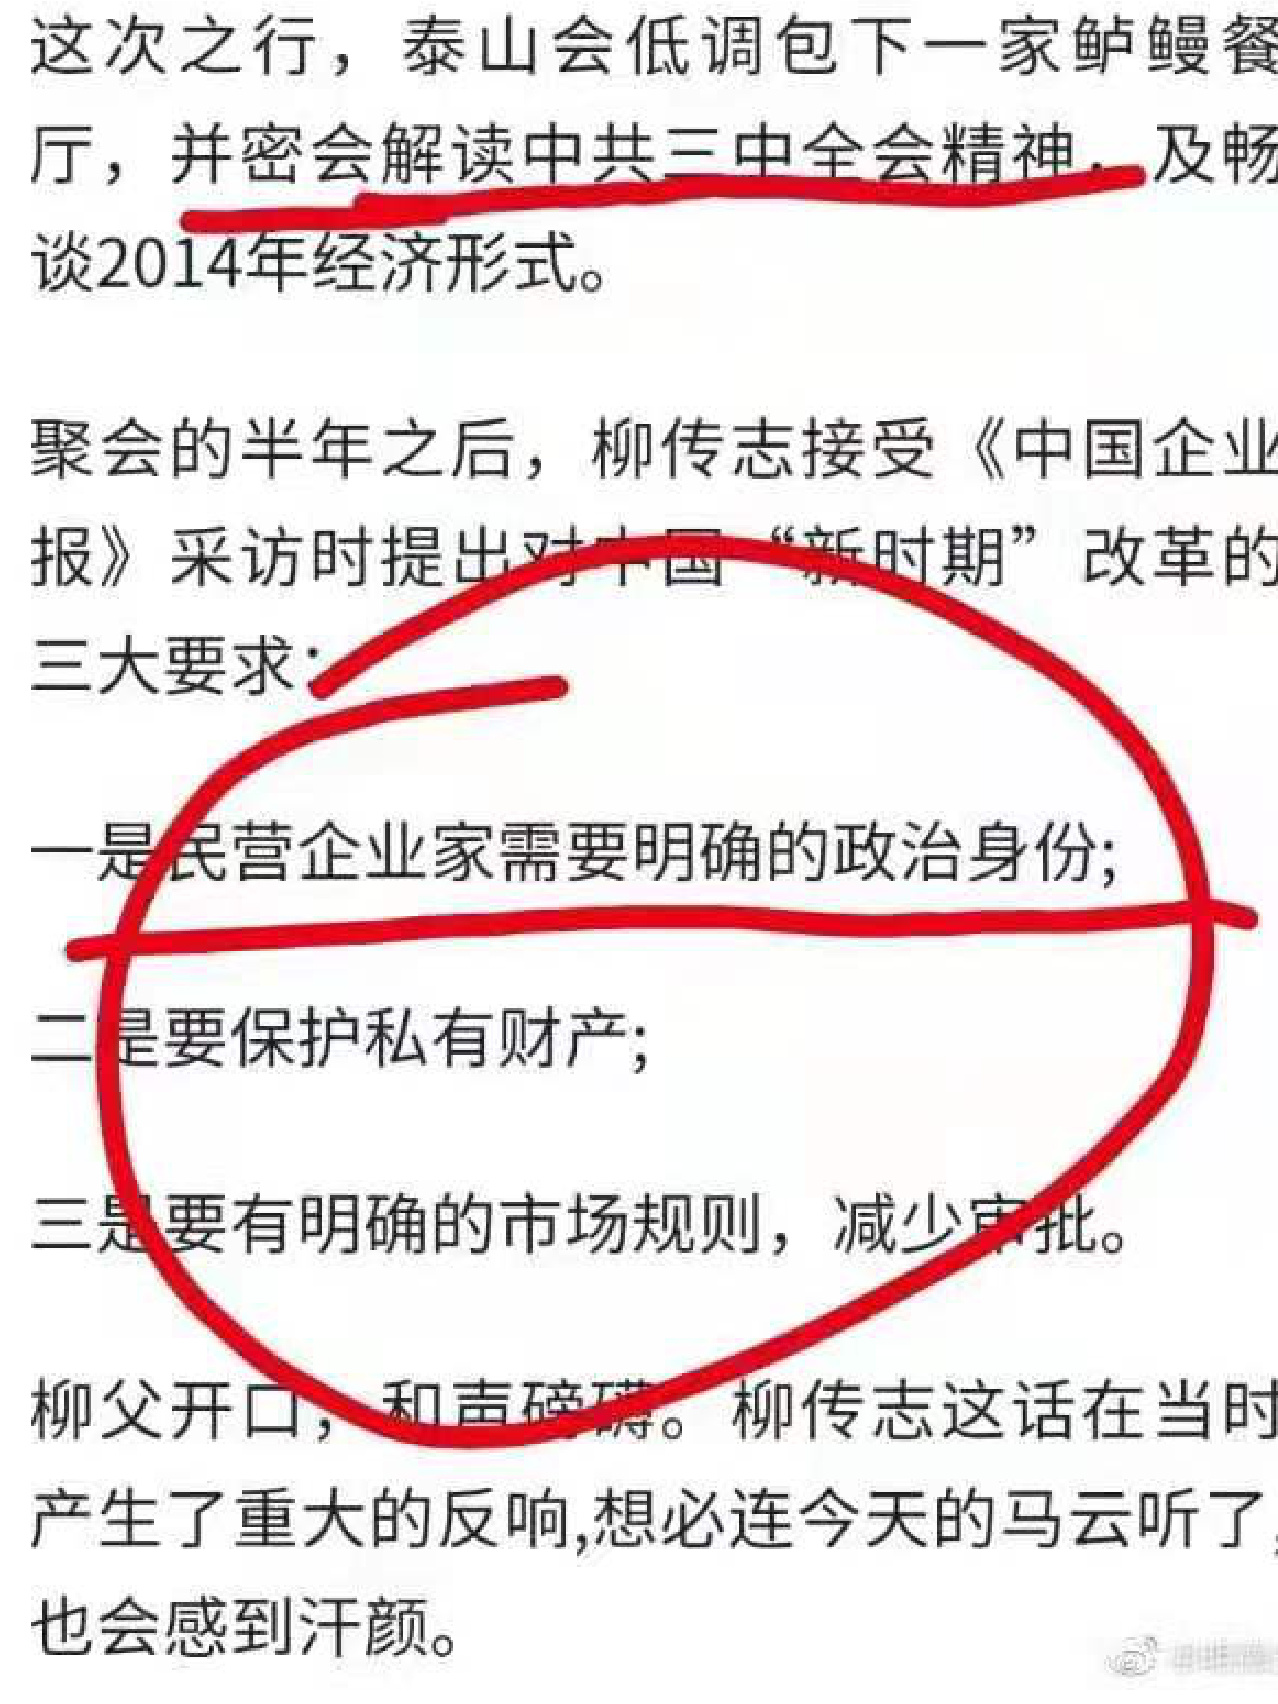 这次之行，泰山会低调包下一家鲈鳗餐
厅，并密会解读中共三中全会精神，及畅
谈2014年经济形式。
聚会的半年之后，柳传志接受《中国企业
报》采访时提出对中国“新时期”改革的
三大要求：
一是民营企业家需要明确的政治身份;
二是要保护私有财产;
三是要有明确的市场规则，减少审批。
柳父开口，和声磅礴。柳传志这话在当时
产生了重大的反响,想必连今天的马云听了,
也会感到汗颜。